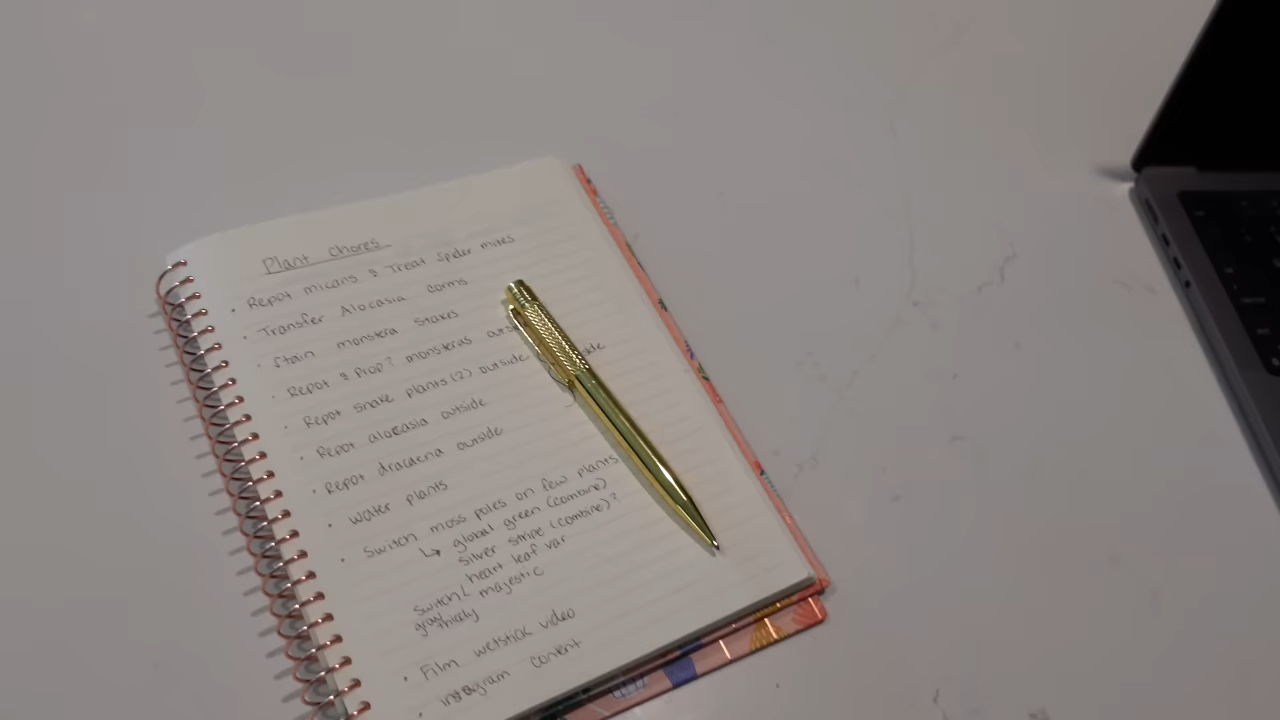 Plant Chores
• Repot micans & Treat Spider mites
• Transfer Alocasia corms
• Stain monstera stakes
• Repot & Prop? monsteras
• Repot snake plants (2) outside
• Repot alocasia outside
• Repot dracaena outside
• Water plants
• Switch moss poles on few plants
↳ global green (combine)
silver stripe (combine)?
heart leaf var
Switch majestic
• Film wetstick video
• instagram content